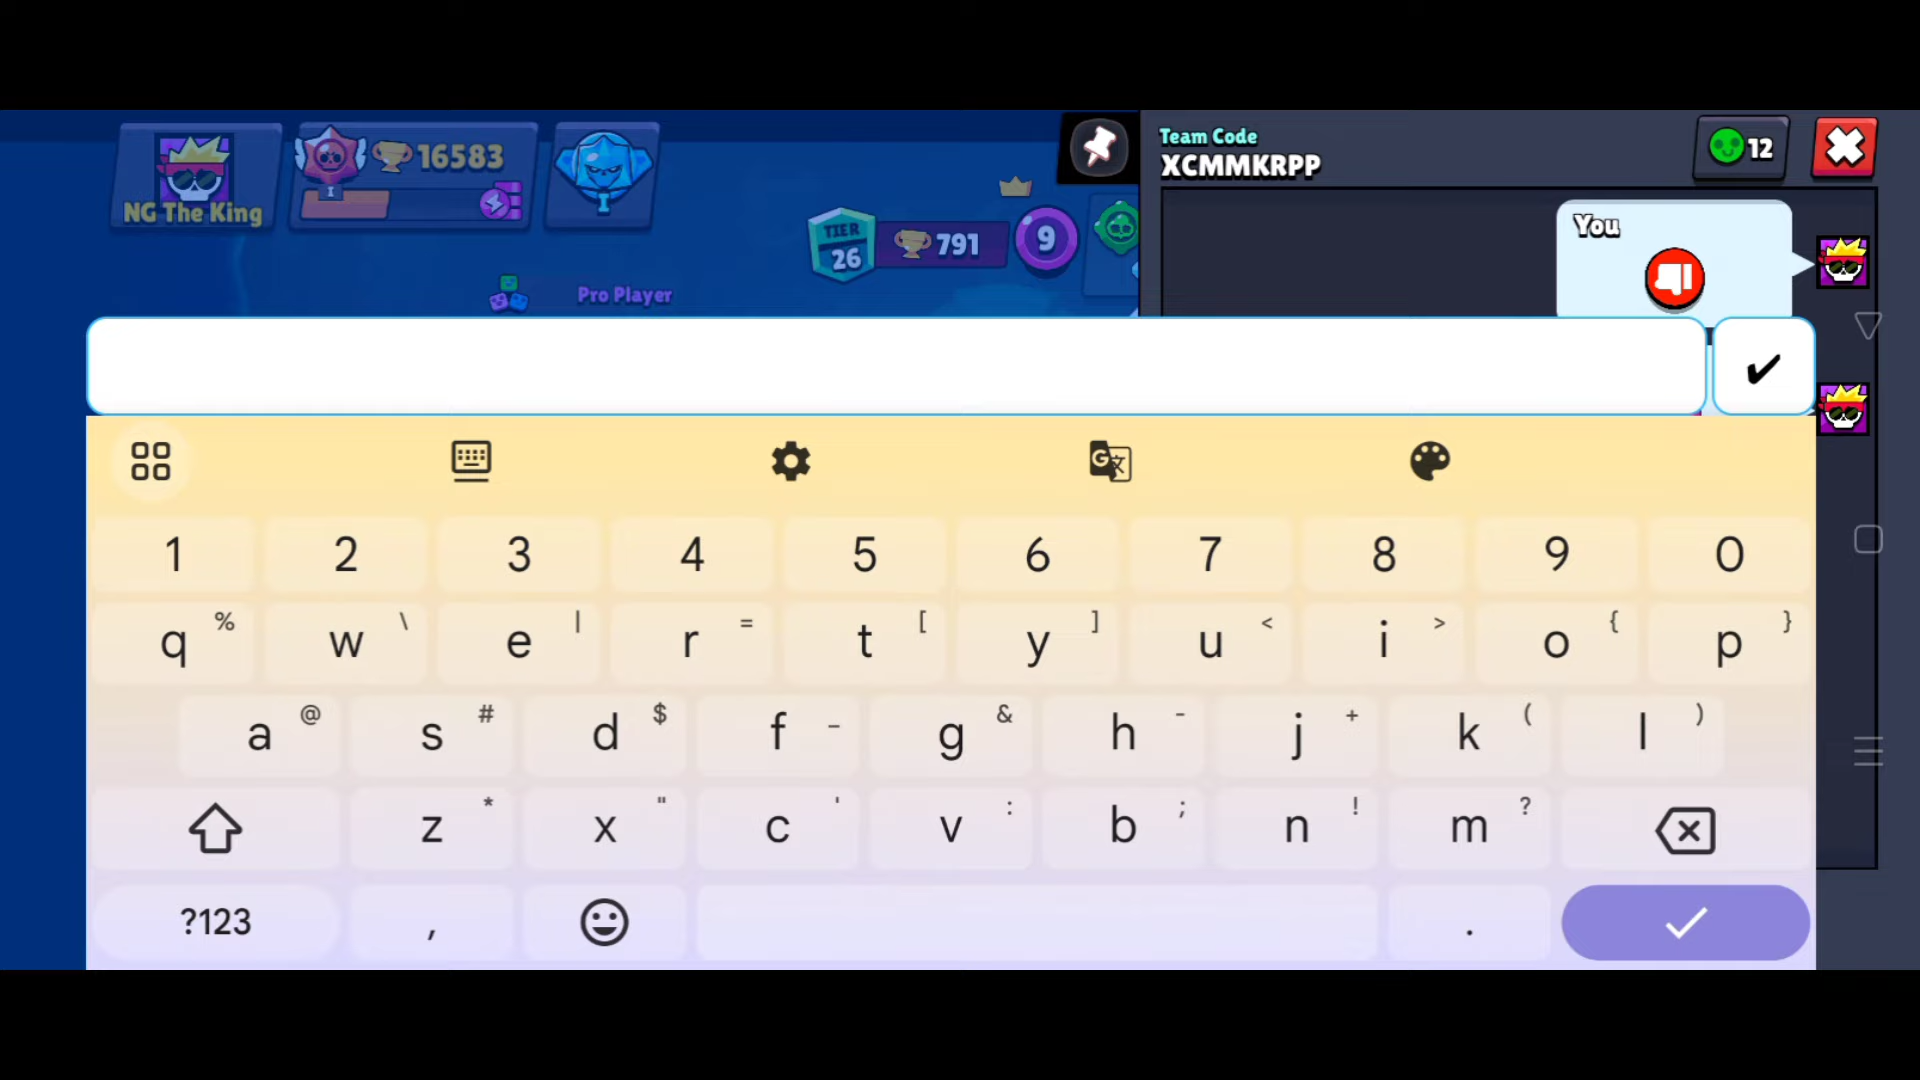 NG The King
16583
I
I
TIER
26
791
9
Pro Player
Team Code
XCMMKRPP
12
You
G
1 2 3 4 5 6 7 8 9 0
q % w \ e | r = t [ y ] u < i > o { p }
a @ s # d $ f _ g & h - j + k ( l )
z * x " c ' v : b ; n ! m ?
?123 , .